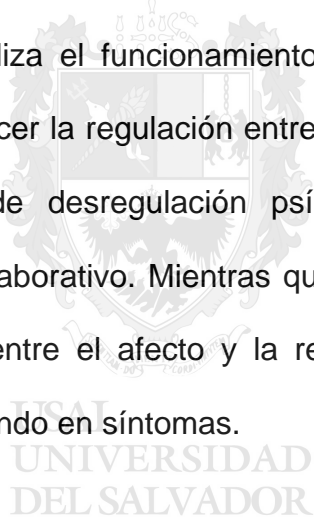 liza el funcionamiento
cer la regulación entre
de desregulación psí
aborativo. Mientras qu
entre el afecto y la re
ndo en síntomas.
USAL
UNIVERSIDAD
DEL SALVADOR